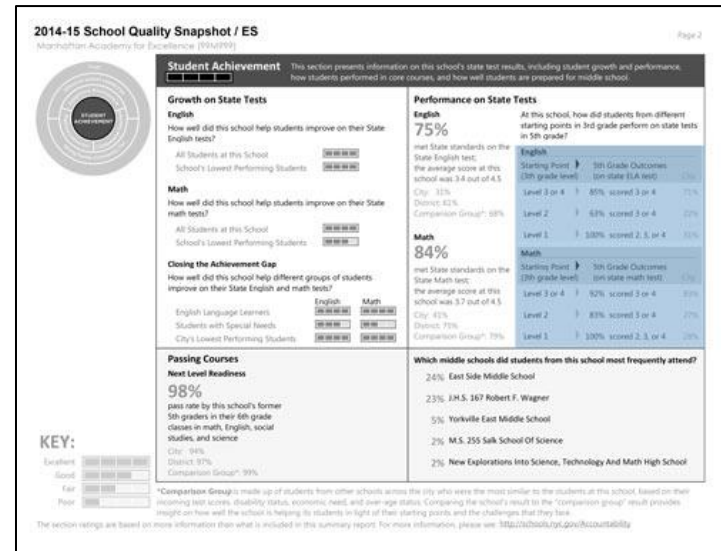 2014-15 School Quality Snapshot / ES
Page 2
Manhattan Academy for Excellence (99M999)
STUDENT
ACHIEVEMENT
Student Achievement
This section presents information on this school's state test results, including student growth and performance,
how students performed in core courses, and how well students are prepared for middle school.
Growth on State Tests
English
How well did this school help students improve on their State
English tests?
All Students at this School
School's Lowest Performing Students
Math
How well did this school help students improve on their State
math tests?
All Students at this School
School's Lowest Performing Students
Closing the Achievement Gap
How well did this school help different groups of students
improve on their State English and math tests?
English Math
English Language Learners
Students with Special Needs
City's Lowest Performing Students
Performance on State Tests
English
75%
met State standards on the
State English test;
the average score at this
school was 3.4 out of 4.5
City: 31%
District: 61%
Comparison Group*: 68%
Math
84%
met State standards on the
State Math test;
the average score at this
school was 3.7 out of 4.5
City: 41%
District: 75%
Comparison Group*: 79%
At this school, how did students from different
starting points in 3rd grade perform on state tests
in 5th grade?
English
Starting Point 5th Grade Outcomes
(3th grade level) (on state ELA test) City
Level 3 or 4 85% scored 3 or 4
Level 2 63% scored 3 or 4
Level 1 100% scored 2, 3, or 4
Math
Starting Point 5th Grade Outcomes
(3th grade level) (on state math test) City
Level 3 or 4 92% scored 3 or 4
Level 2 83% scored 3 or 4
Level 1 100% scored 2, 3, or 4
Passing Courses
Next Level Readiness
98%
pass rate by this school's former
5th graders in their 6th grade
classes in math, English, social
studies, and science
City: 94%
District: 97%
Comparison Group*: 99%
Which middle schools did students from this school most frequently attend?
24% East Side Middle School
23% J.H.S. 167 Robert F. Wagner
5% Yorkville East Middle School
2% M.S. 255 Salk School Of Science
2% New Explorations Into Science, Technology And Math High School
KEY:
Excellent
Good
Fair
Poor
*Comparison Group is made up of students from other schools across the city who were the most similar to the students at this school, based on their
incoming test scores, disability status, economic need, and over-age status. Comparing the school's result to the "comparison group" result provides
insight on how well the school is helping its students in light of their starting points and the challenges that they face.
The section ratings are based on more information than what is included in this summary report. For more information, please see: http://schools.nyc.gov/Accountability